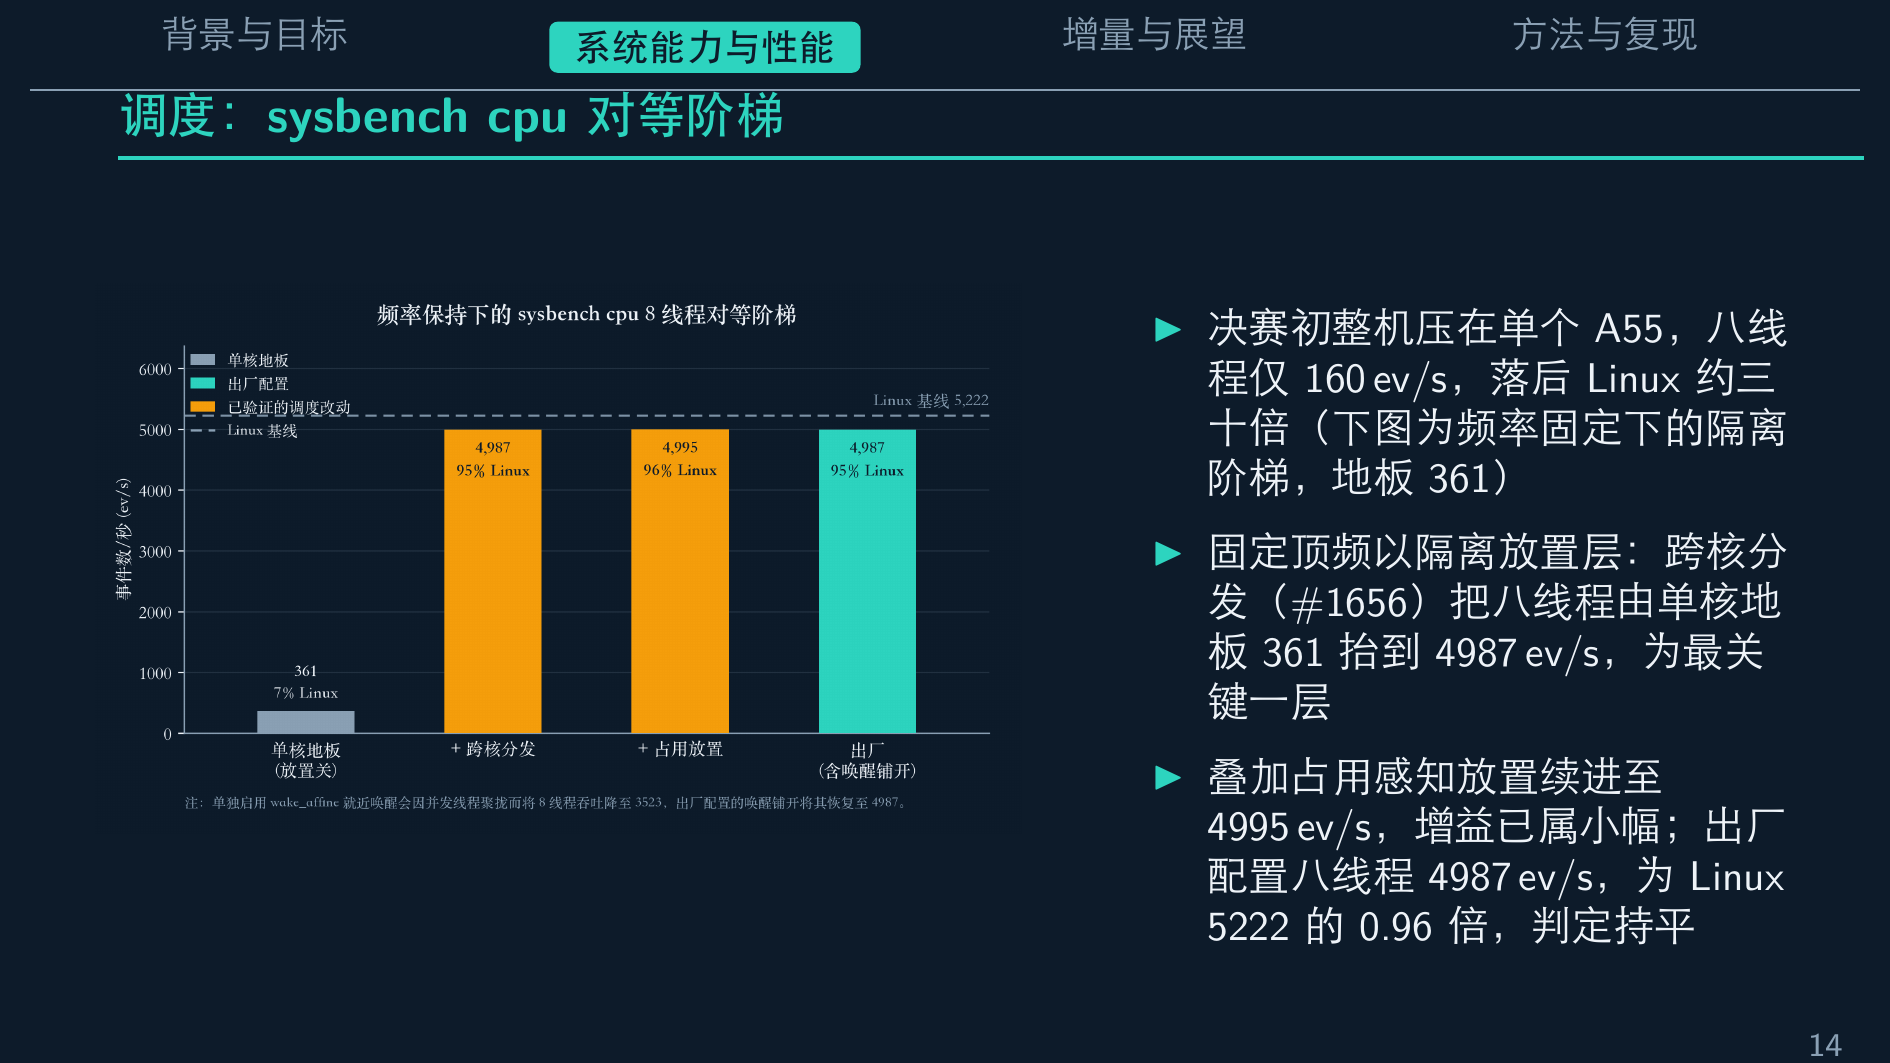 背景与目标
系统能力与性能
增量与展望
方法与复现
调度：sysbench cpu 对等阶梯
频率保持下的 sysbench cpu 8 线程对等阶梯
单核地板
出厂配置
已验证的调度改动
Linux 基线
Linux 基线 5,222
事件数/秒 (ev/s)
6000
5000
4000
3000
2000
1000
0
361
7% Linux
4,987
95% Linux
4,995
96% Linux
4,987
95% Linux
单核地板
(放置关)
+ 跨核分发
+ 占用放置
出厂
(含唤醒铺开)
注：单独启用 wake_affine 就近唤醒会因并发线程聚拢而将 8 线程吞吐降至 3523，出厂配置的唤醒铺开将其恢复至 4987。
▶ 决赛初整机压在单个 A55，八线
程仅 160 ev/s，落后 Linux 约三
十倍（下图为频率固定下的隔离
阶梯，地板 361）
▶ 固定顶频以隔离放置层：跨核分
发（#1656）把八线程由单核地
板 361 抬到 4987 ev/s，为最关
键一层
▶ 叠加占用感知放置续进至
4995 ev/s，增益已属小幅；出厂
配置八线程 4987 ev/s，为 Linux
5222 的 0.96 倍，判定持平
14